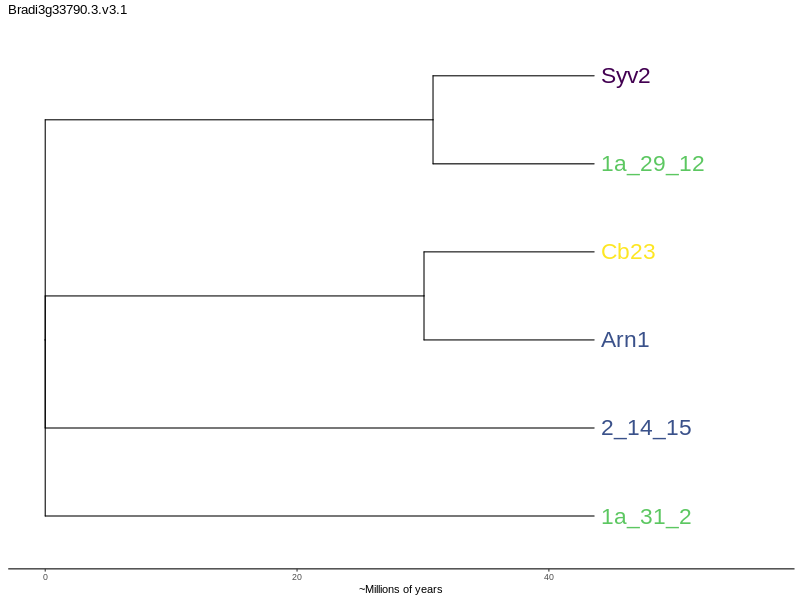 Bradi3g33790.3.v3.1
Syv2
1a_29_12
Cb23
Arn1
2_14_15
1a_31_2
0 20 40
~Millions of years